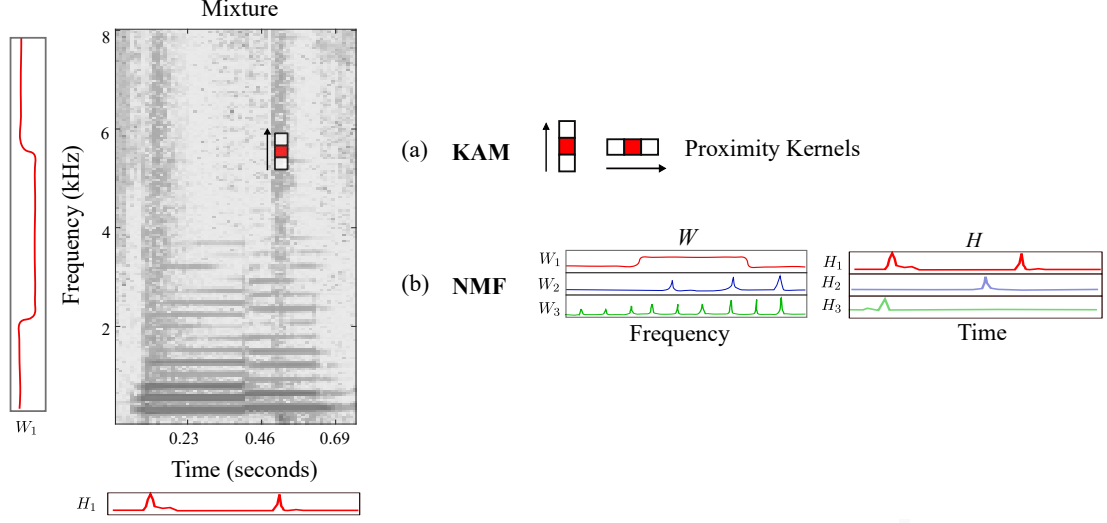 Mixture
Frequency (kHz)
8
6
4
2
0.23 0.46 0.69
Time (seconds)
W1
H1
(a) KAM Proximity Kernels
(b) NMF
W
W1
W2
W3
Frequency
H
H1
H2
H3
Time